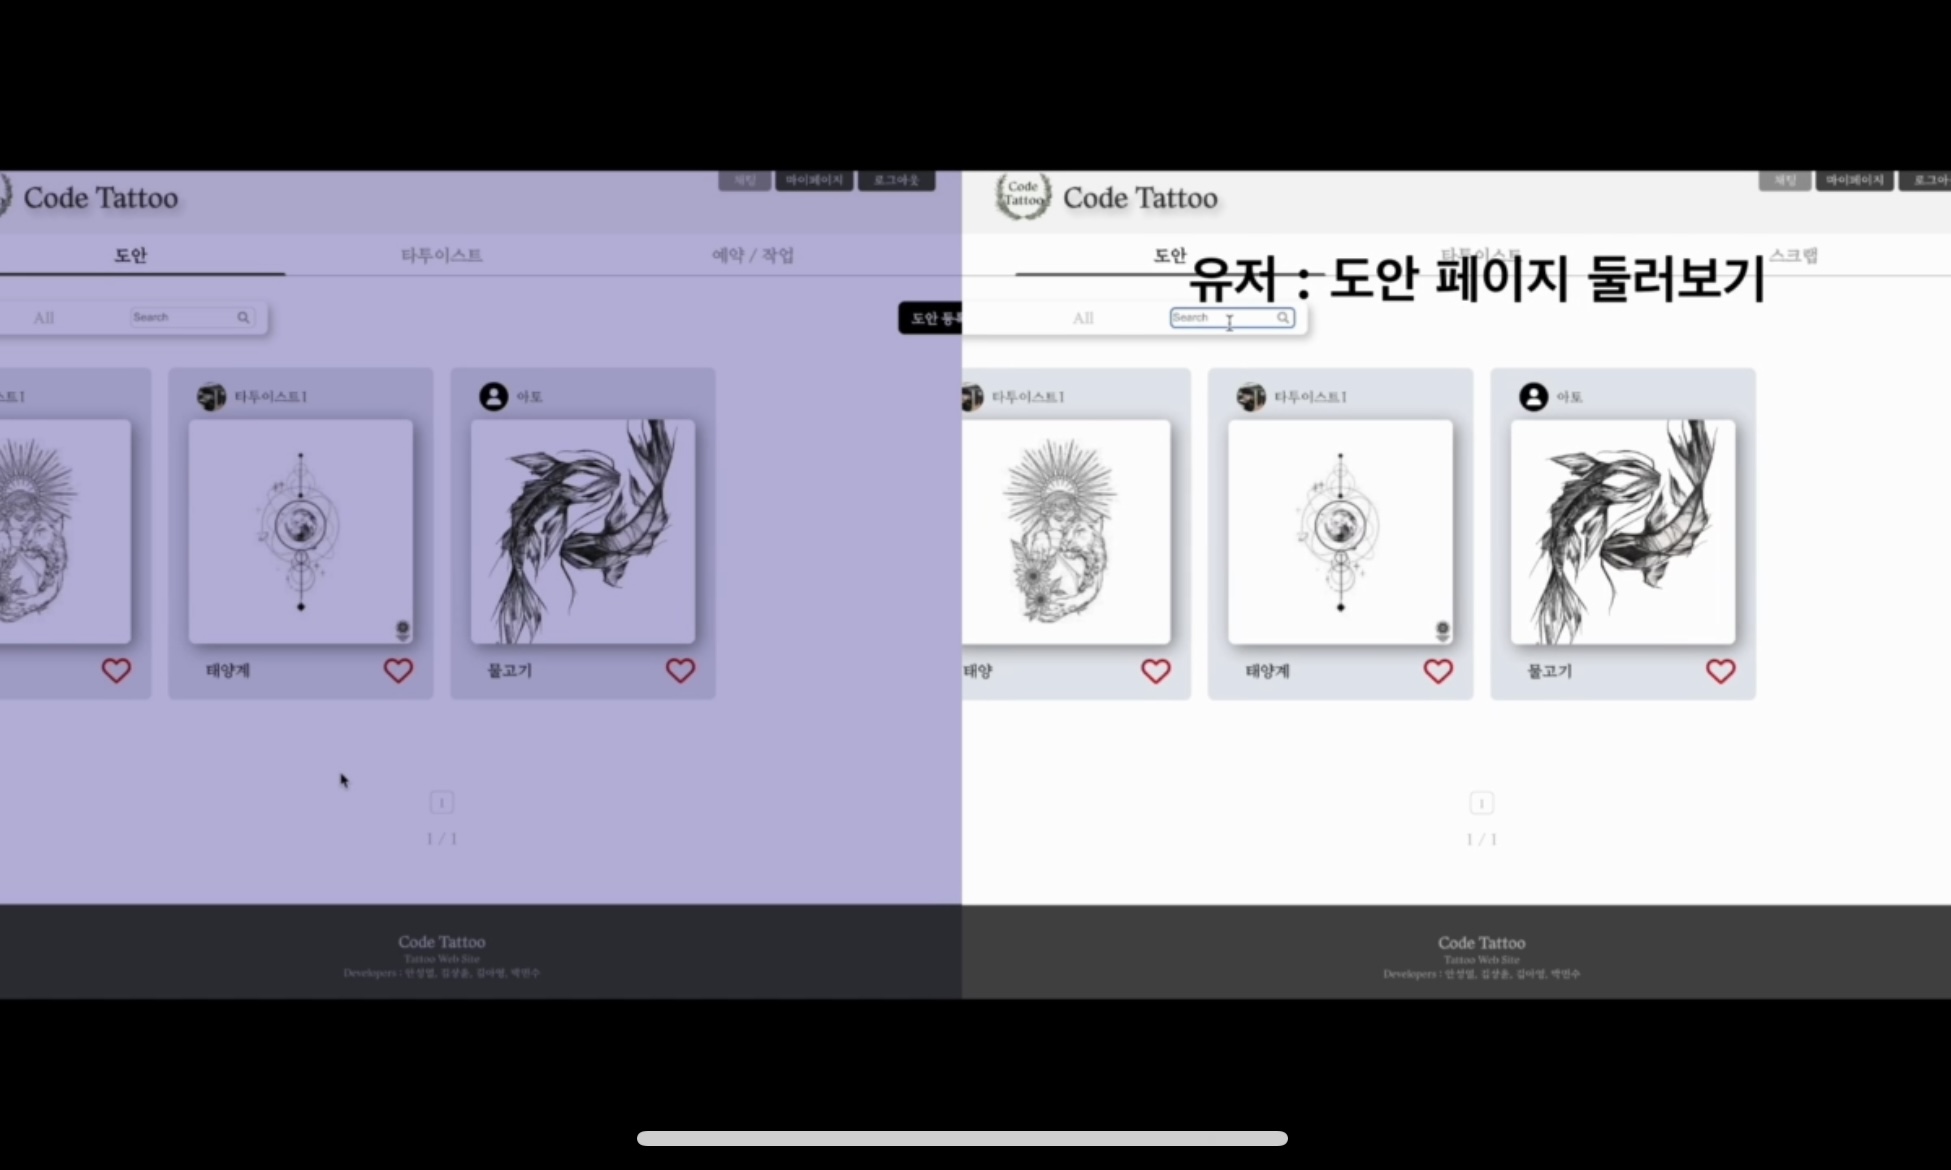 Code Tattoo
채팅
마이페이지
로그아웃
도안
타투이스트
예약 / 작업
All
Search
도안 등록
스트1
타투이스트1
아토
태양계
물고기
1
1 / 1
Code Tattoo
Tattoo Web Site
Code
Tattoo
Code Tattoo
채팅
마이페이지
로그아
도안
타투이스트
스크랩
유저 : 도안 페이지 둘러보기
All
Search
타투이스트1
타투이스트1
아토
태양
태양계
물고기
1
1 / 1
Code Tattoo
Tattoo Web Site